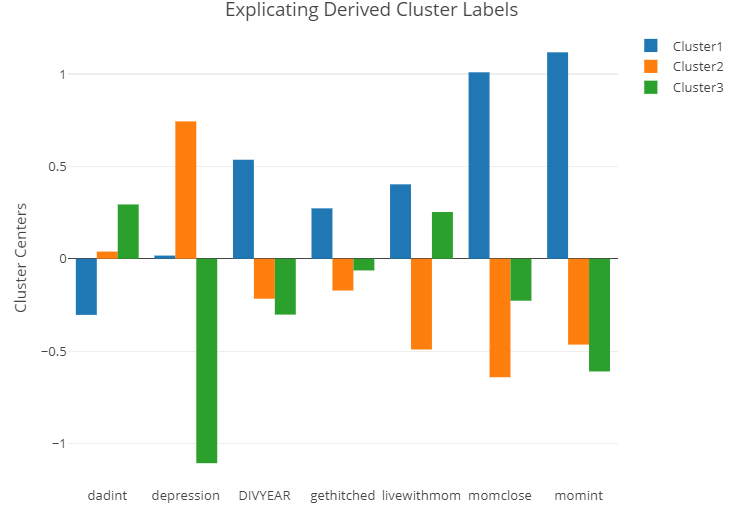 Explicating Derived Cluster Labels
Cluster1
Cluster2
Cluster3
Cluster Centers
1
0.5
0
−0.5
−1
dadint depression DIVYEAR gethitched livewithmom momclose momint